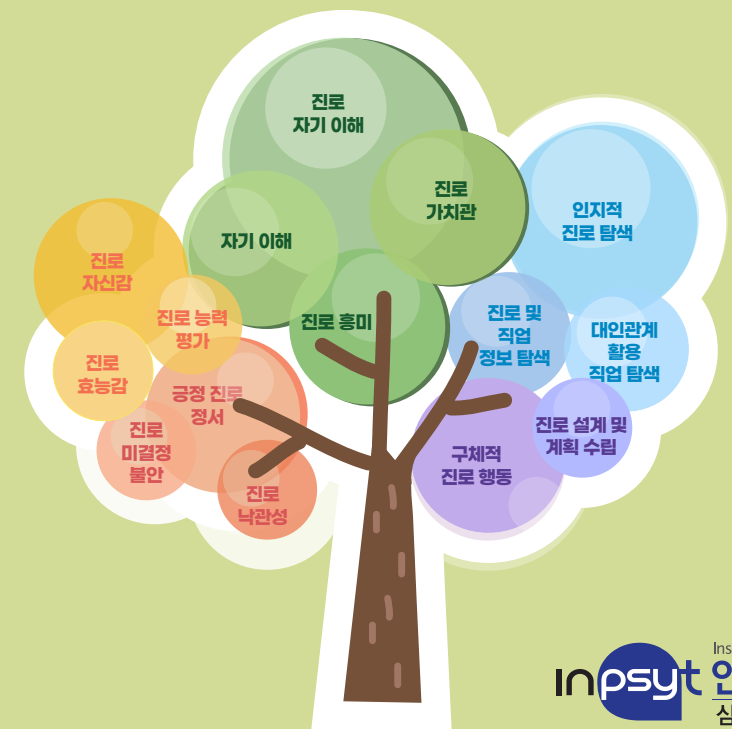 진로
자기 이해
진로
가치관
자기 이해
진로 흥미
인지적
진로 탐색
진로 및
직업
정보 탐색
대인관계
활용
직업 탐색
진로
자신감
진로 능력
평가
진로
효능감
긍정 진로
정서
진로
미결정
불안
진로
낙관성
구체적
진로 행동
진로 설계 및
계획 수립
inpsyt
Ins